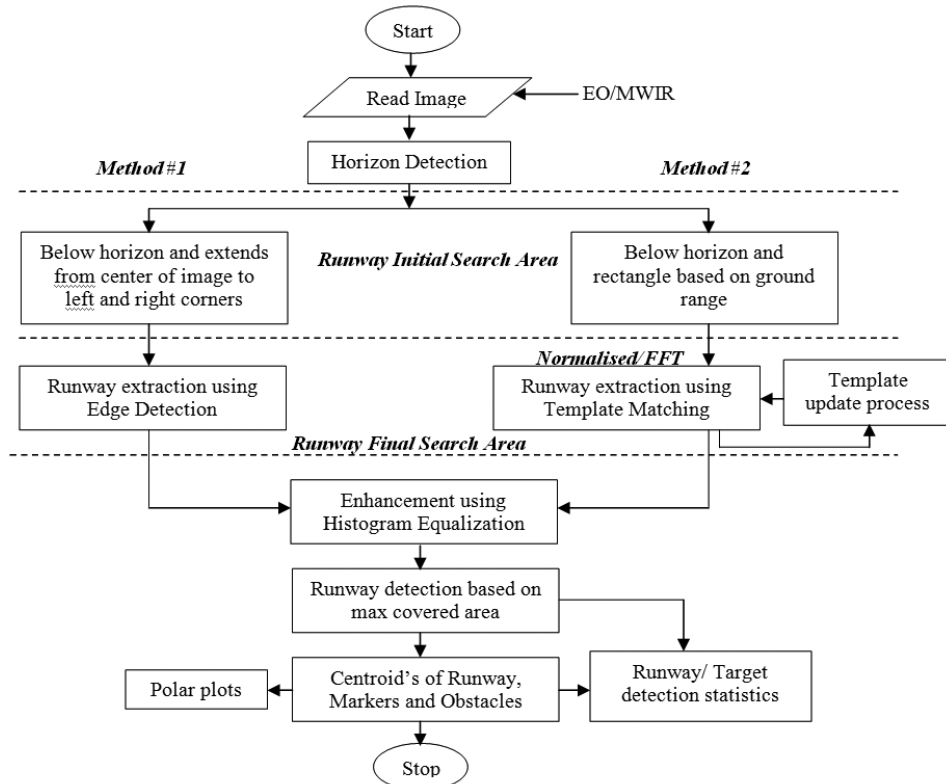 Start
Read Image
EO/MWIR
Horizon Detection
Method #1
Method #2
Below horizon and extends
from center of image to
left and right corners
Runway Initial Search Area
Below horizon and
rectangle based on ground
range
Normalised/FFT
Runway extraction using
Edge Detection
Runway extraction using
Template Matching
Template
update process
Runway Final Search Area
Enhancement using
Histogram Equalization
Runway detection based on
max covered area
Polar plots
Centroid's of Runway,
Markers and Obstacles
Runway/ Target
detection statistics
Stop